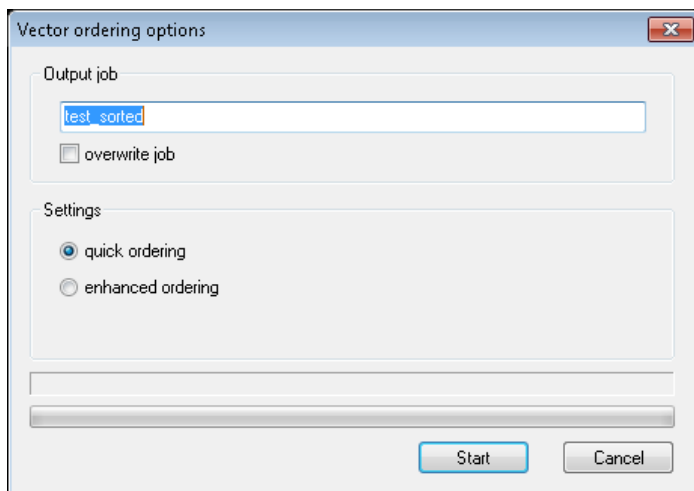 Vector ordering options
Output job
test_sorted
overwrite job
Settings
quick ordering
enhanced ordering
Start
Cancel